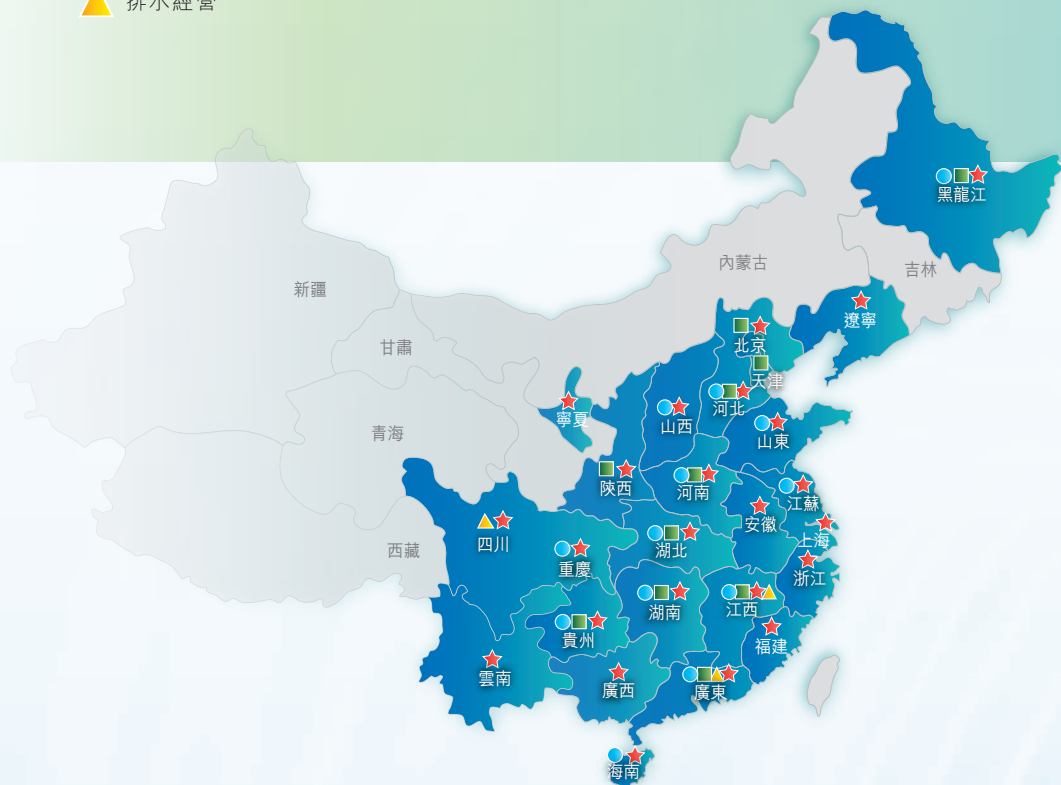 排水經營
黑龍江
內蒙古
吉林
新疆
遼寧
北京
甘肅
天津
寧夏
河北
山西
青海
山東
陝西
河南
江蘇
安徽
上海
四川
西藏
湖北
重慶
浙江
湖南
江西
貴州
福建
雲南
廣西
廣東
海南